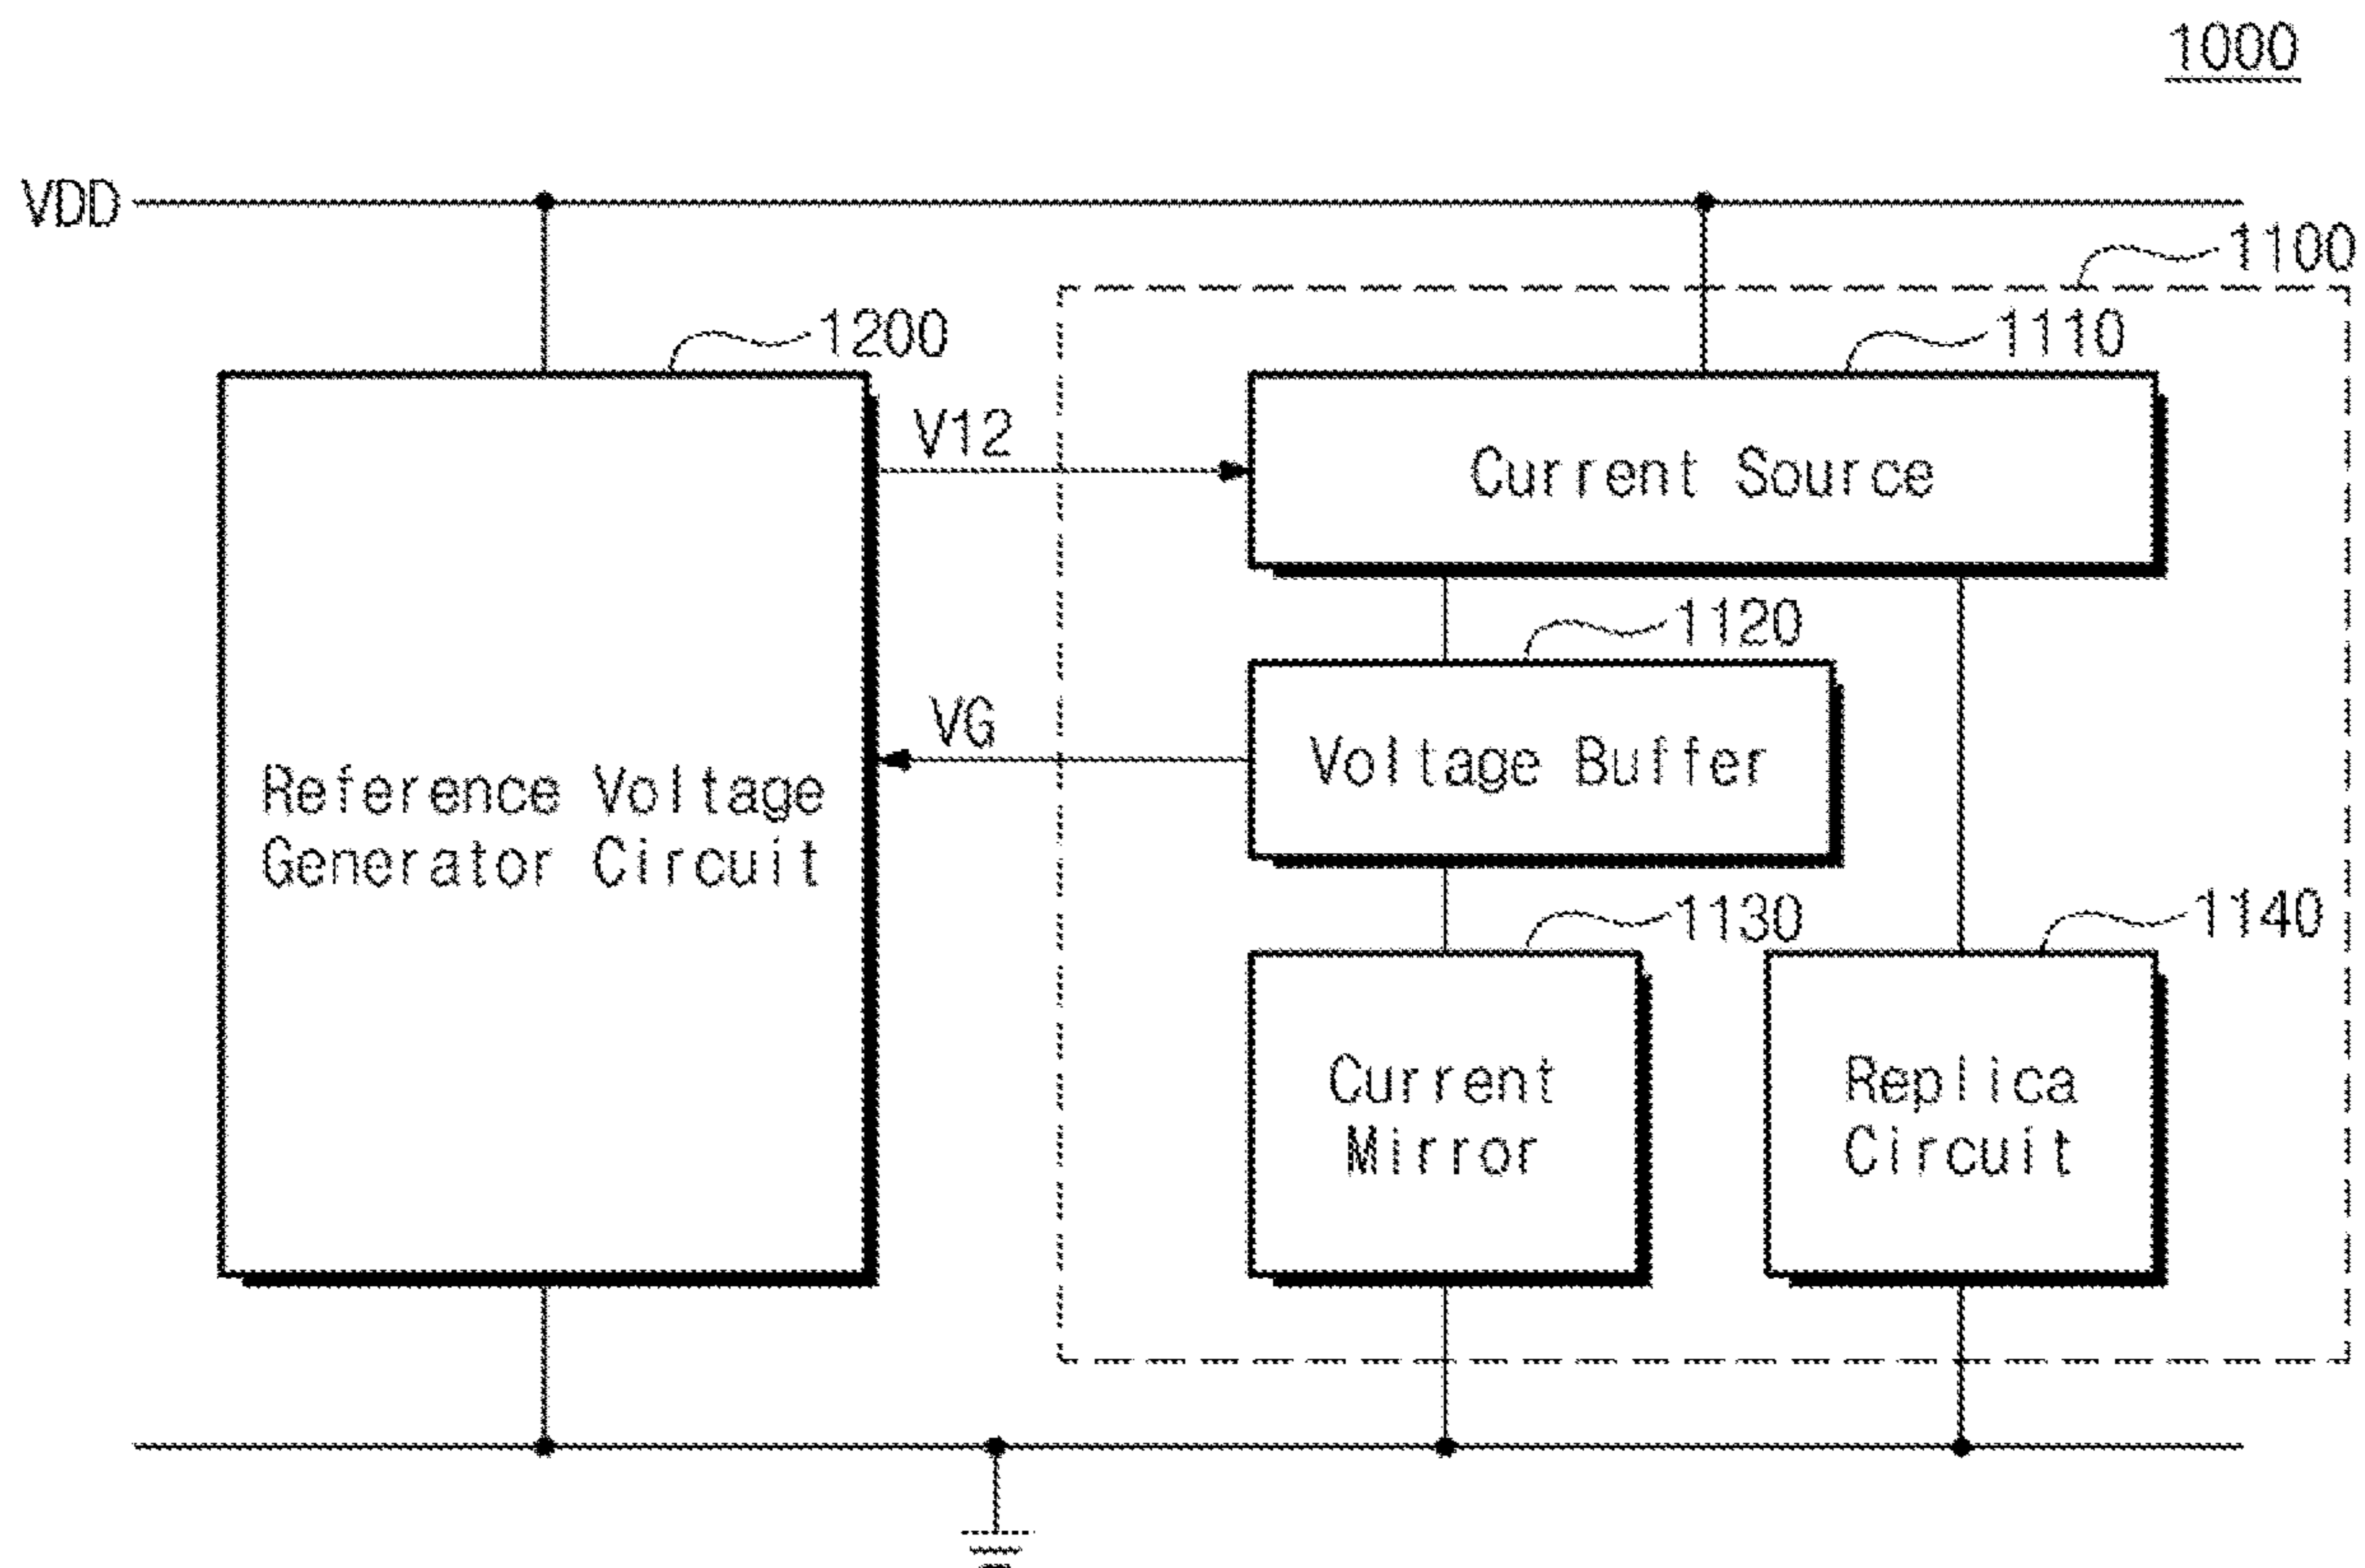 1000
VDD
1100
1200
1110
V12
Current Source
1120
VG
Voltage Buffer
Reference Voltage
Generator Circuit
1130
1140
Current
Mirror
Replica
Circuit